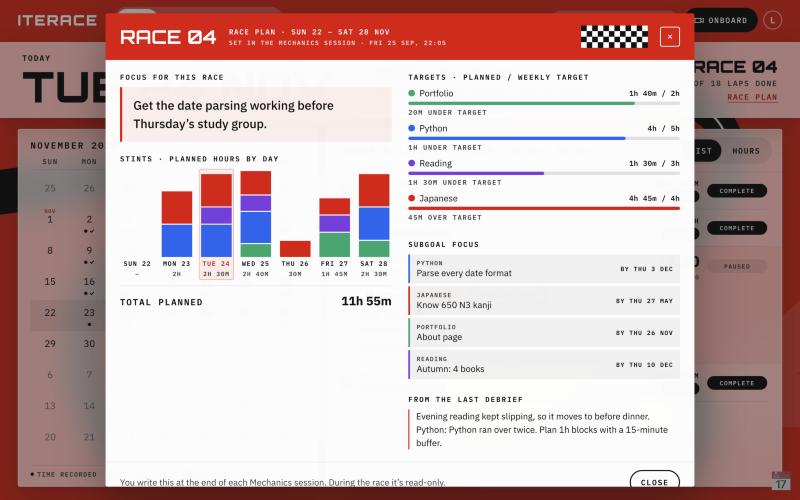 ITERACE
ONBOARD
L
TODAY
TUE
RACE 04
OF 18 LAPS DONE
RACE PLAN
RACE 04
RACE PLAN · SUN 22 – SAT 28 NOV
SET IN THE MECHANICS SESSION · FRI 25 SEP, 22:05
×
FOCUS FOR THIS RACE
Get the date parsing working before
Thursday's study group.
STINTS · PLANNED HOURS BY DAY
SUN 22
MON 23
TUE 24
WED 25
THU 26
FRI 27
SAT 28
–
2H
2H 30M
2H 40M
30M
1H 45M
2H 30M
TOTAL PLANNED
11h 55m
TARGETS · PLANNED / WEEKLY TARGET
Portfolio
1h 40m / 2h
20M UNDER TARGET
Python
4h / 5h
1H UNDER TARGET
Reading
1h 30m / 3h
1H 30M UNDER TARGET
Japanese
4h 45m / 4h
45M OVER TARGET
SUBGOAL FOCUS
PYTHON
Parse every date format
BY THU 3 DEC
JAPANESE
Know 650 N3 kanji
BY THU 27 MAY
PORTFOLIO
About page
BY THU 26 NOV
READING
Autumn: 4 books
BY THU 10 DEC
FROM THE LAST DEBRIEF
Evening reading kept slipping, so it moves to before dinner.
Python: Python ran over twice. Plan 1h blocks with a 15-minute
buffer.
You write this at the end of each Mechanics session. During the race it's read-only.
CLOSE
NOVEMBER 20
SUN MON
25 26
NOV
1 2
8 9
15 16
22 23
29 30
6 7
13 14
20 21
TIME RECORDED
IST
HOURS
COMPLETE
COMPLETE
PAUSED
COMPLETE
17